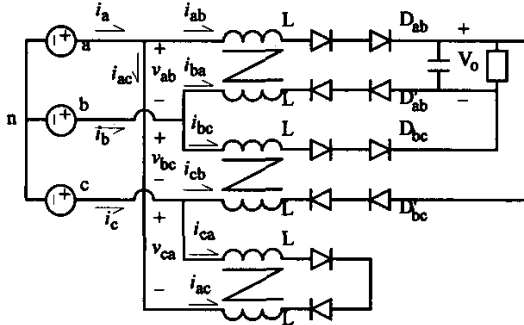 i_a i_ab L D_ab
a + i_ac v_ab i_ba + V_o
− L D'_ab −
n b + i_bc L D_bc
i_b v_bc i_cb
c − L D'_bc
i_c + i_ca L
v_ca
− i_ac L